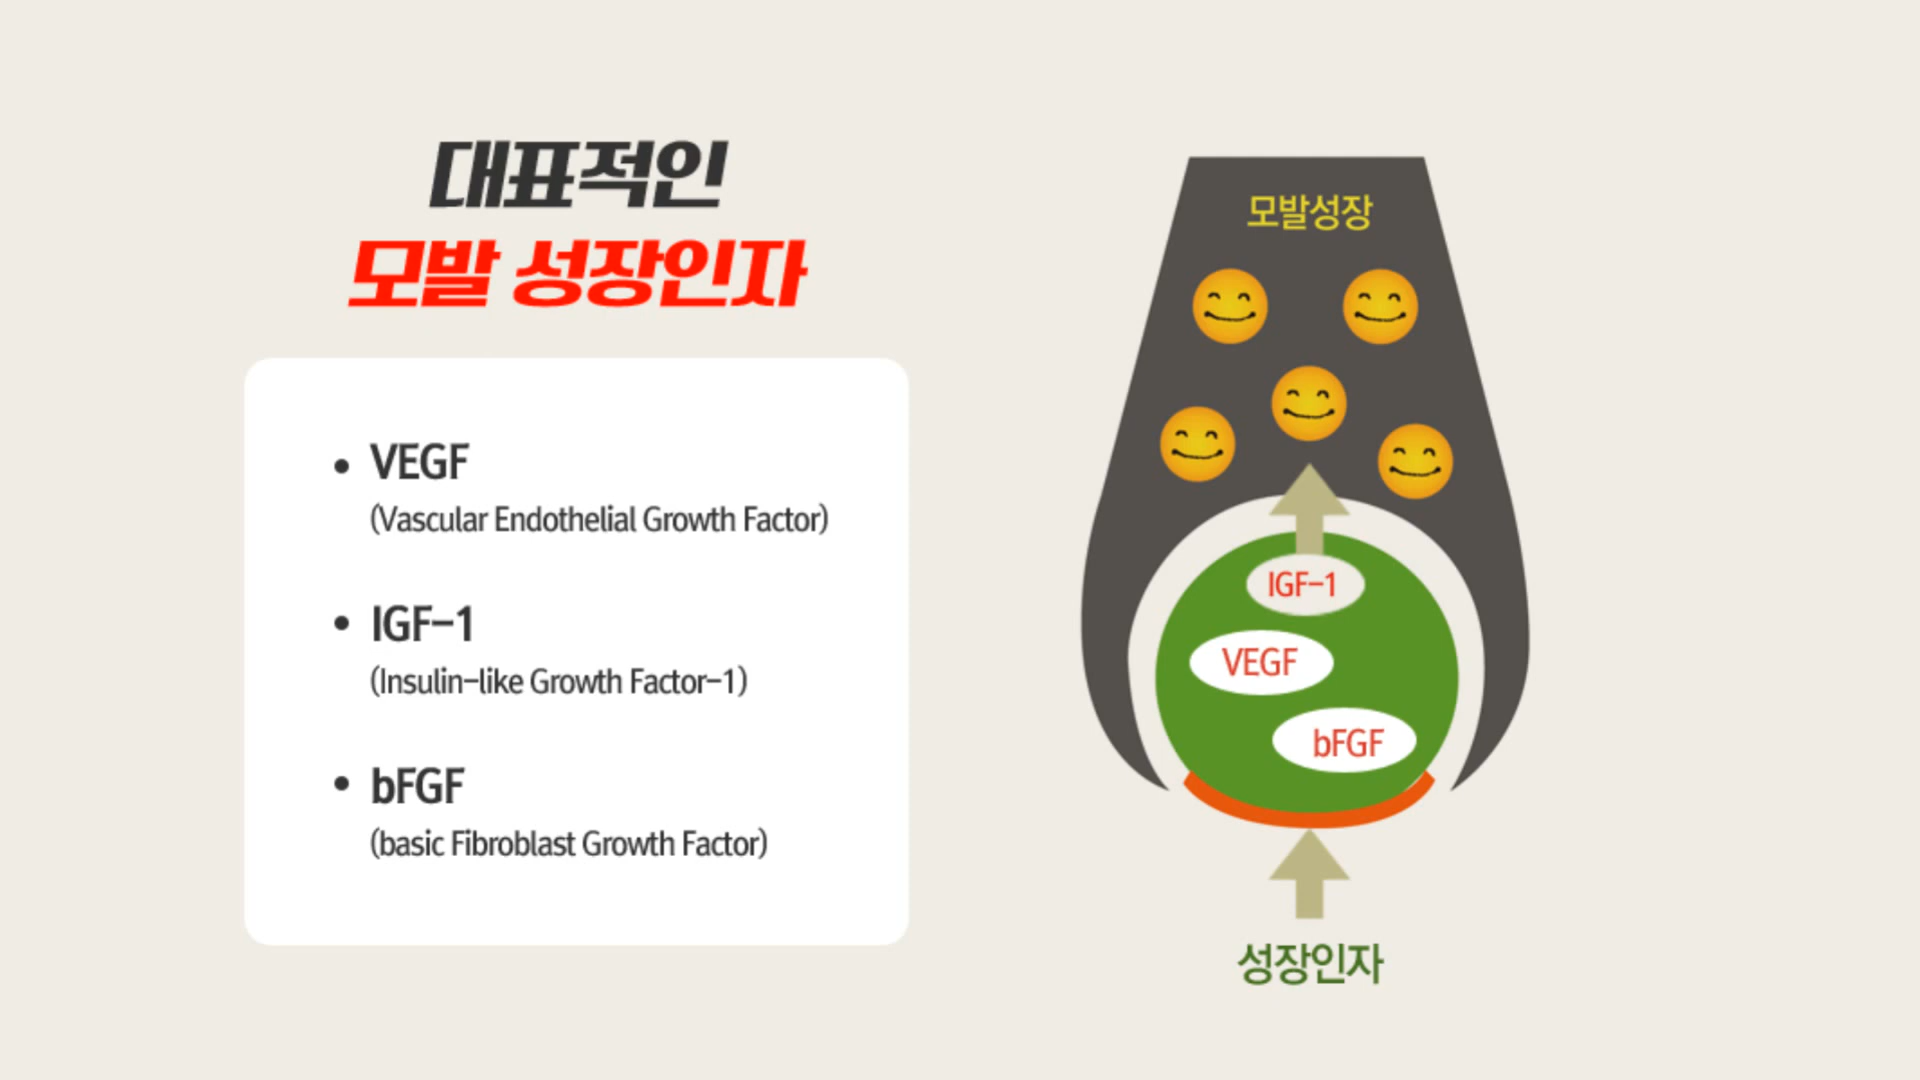 대표적인
모발 성장인자
• VEGF
(Vascular Endothelial Growth Factor)
• IGF-1
(Insulin-like Growth Factor-1)
• bFGF
(basic Fibroblast Growth Factor)
모발성장
IGF-1
VEGF
bFGF
성장인자